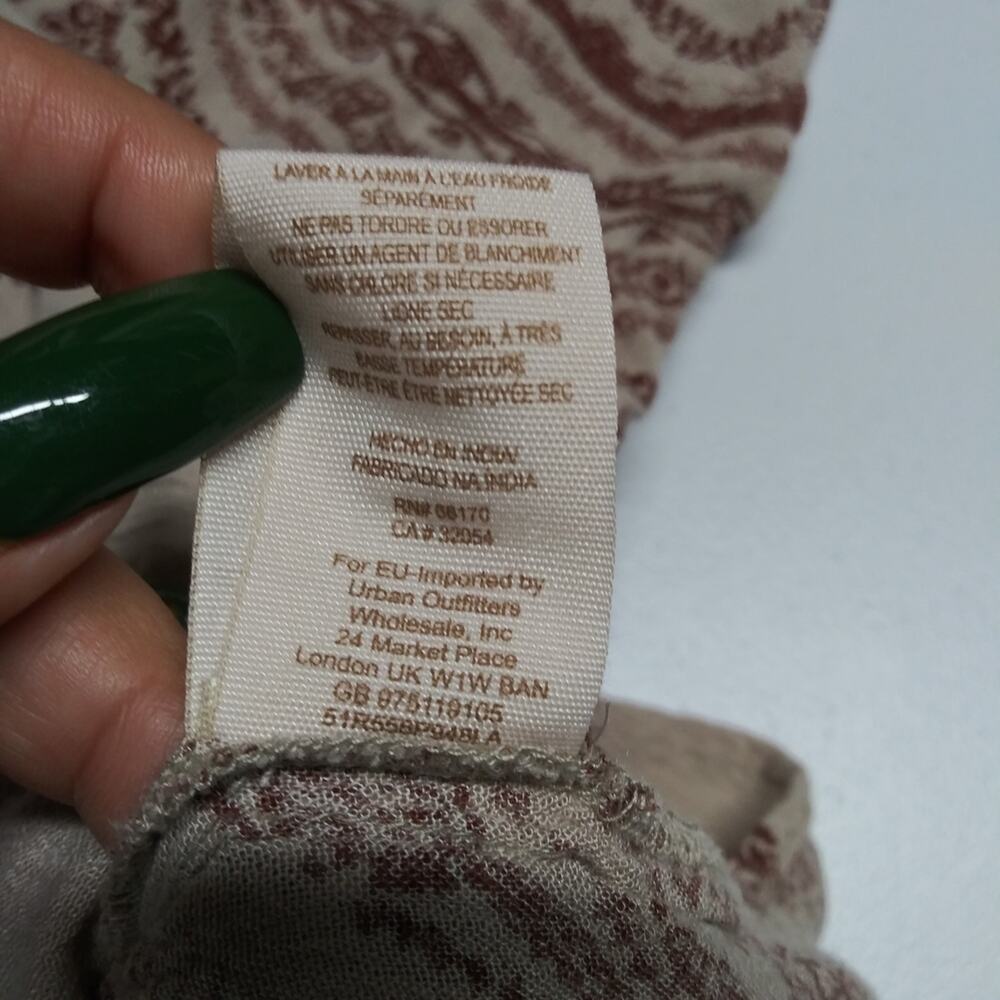 LAVER A LA MAIN À L'EAU FROIDE
SÉPARÉMENT
NE PAS TORDRE OU ESSORER
UTILISER UN AGENT DE BLANCHIMENT
SANS CHLORE SI NÉCESSAIRE
LIGNE SEC
REPASSER, AU BESOIN, À TRÈS
BASSE TEMPÉRATURE
PEUT-ÊTRE ÊTRE NETTOYÉE SEC
HECHO EN INDIA/
FABRICADO NA INDIA
RN# 66170
CA# 32054
For EU-Imported by
Urban Outfitters
Wholesale, Inc
24 Market Place
London UK W1W BAN
GB 975119105